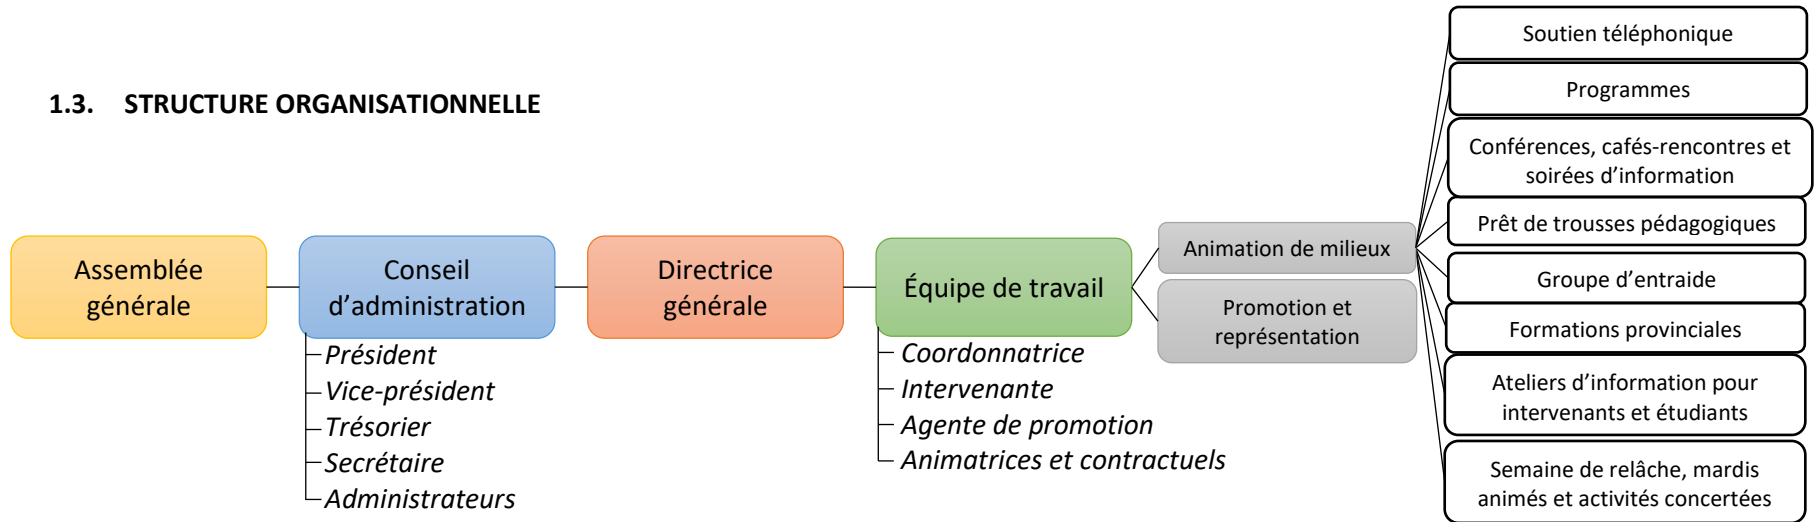 1.3. STRUCTURE ORGANISATIONNELLE
Assemblée
générale
Conseil
d’administration
Président
Vice-président
Trésorier
Secrétaire
Administrateurs
Directrice
générale
Équipe de travail
Coordonnatrice
Intervenante
Agente de promotion
Animatrices et contractuels
Animation de milieux
Promotion et
représentation
Soutien téléphonique
Programmes
Conférences, cafés-rencontres et
soirées d’information
Prêt de trousses pédagogiques
Groupe d’entraide
Formations provinciales
Ateliers d’information pour
intervenants et étudiants
Semaine de relâche, mardis
animés et activités concertées